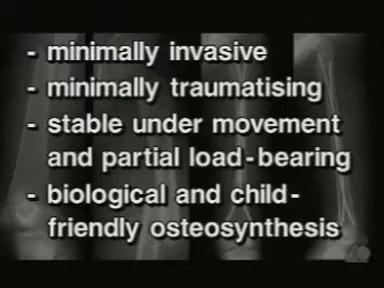 - minimally invasive
- minimally traumatising
- stable under movement
and partial load-bearing
- biological and child-
friendly osteosynthesis